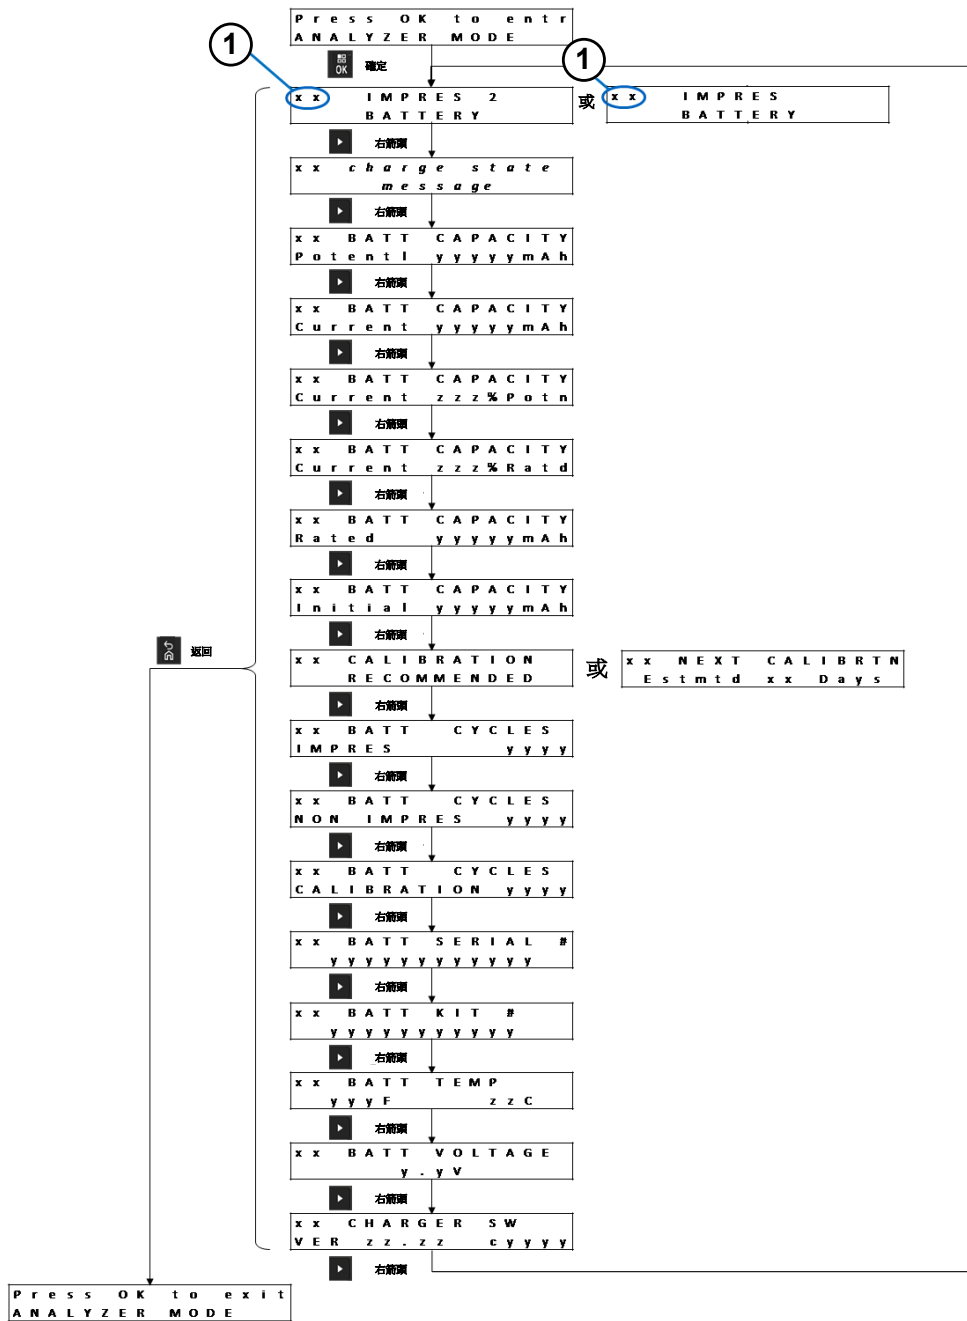 Press OK to entr
ANALYZER MODE
1
1
OK 確定
xx IMPRES 2
BATTERY
或
xx IMPRES
BATTERY
右箭頭
xx charge state
message
右箭頭
xx BATT CAPACITY
Potentl yyyyymAh
右箭頭
xx BATT CAPACITY
Current yyyyymAh
右箭頭
xx BATT CAPACITY
Current zzz%Potn
右箭頭
xx BATT CAPACITY
Current zzz%Ratd
右箭頭
xx BATT CAPACITY
Rated yyyyymAh
右箭頭
xx BATT CAPACITY
Initial yyyyymAh
右箭頭
返回
xx CALIBRATION
RECOMMENDED
或
xx NEXT CALIBRTN
Estmtd xx Days
右箭頭
xx BATT CYCLES
IMPRES yyyy
右箭頭
xx BATT CYCLES
NON IMPRES yyyy
右箭頭
xx BATT CYCLES
CALIBRATION yyyy
右箭頭
xx BATT SERIAL #
yyyyyyyyyyyy
右箭頭
xx BATT KIT #
yyyyyyyyyyy
右箭頭
xx BATT TEMP
yyyF zzC
右箭頭
xx BATT VOLTAGE
y.yV
右箭頭
xx CHARGER SW
VER zz.zz cyyyy
右箭頭
Press OK to exit
ANALYZER MODE